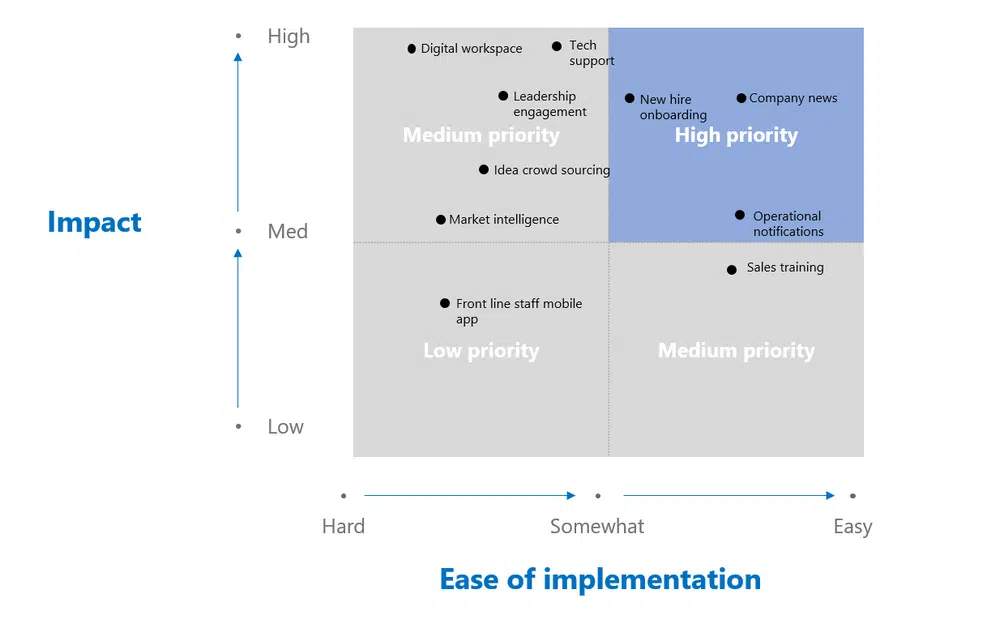 High
Digital workspace
Tech
support
Leadership
engagement
New hire
onboarding
Company news
Medium priority
High priority
Idea crowd sourcing
Impact
Market intelligence
Operational
notifications
Med
Sales training
Front line staff mobile
app
Low priority
Medium priority
Low
Hard
Somewhat
Easy
Ease of implementation